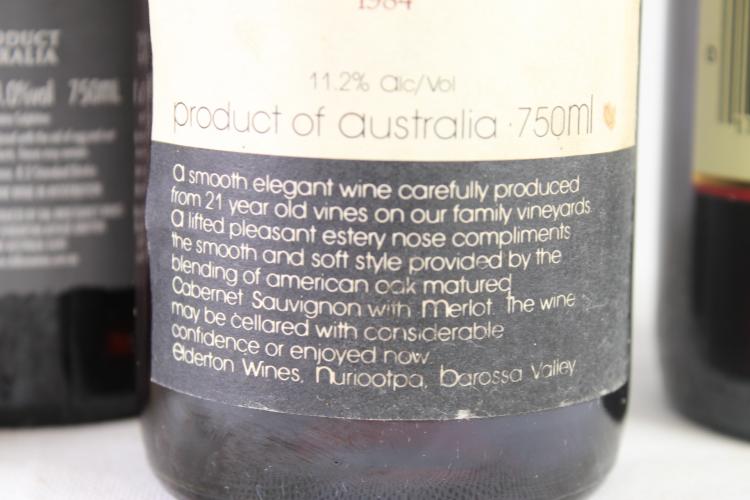 1984
11.2% alc/vol
product of australia · 750ml
a smooth elegant wine carefully produced
from 21 year old vines on our family vineyards.
a lifted pleasant estery nose compliments
the smooth and soft style provided by the
blending of american oak matured
Cabernet Sauvignon with Merlot. The wine
may be cellared with considerable
confidence or enjoyed now.
elderton Wines, nuriootpa, barossa Valley
RALIA
750ML